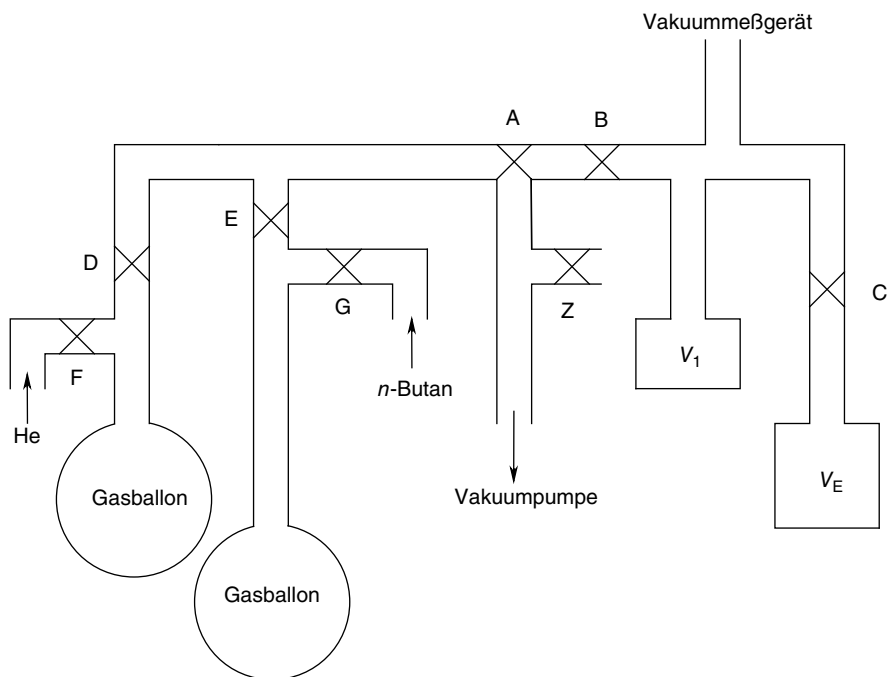 Vakuummeßgerät
A
B
E
D
C
G
Z
V1
F
n-Butan
He
Vakuumpumpe
VE
Gasballon
Gasballon